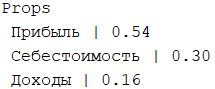 Props
Прибыль | 0.54
Себестоимость | 0.30
Доходы | 0.16